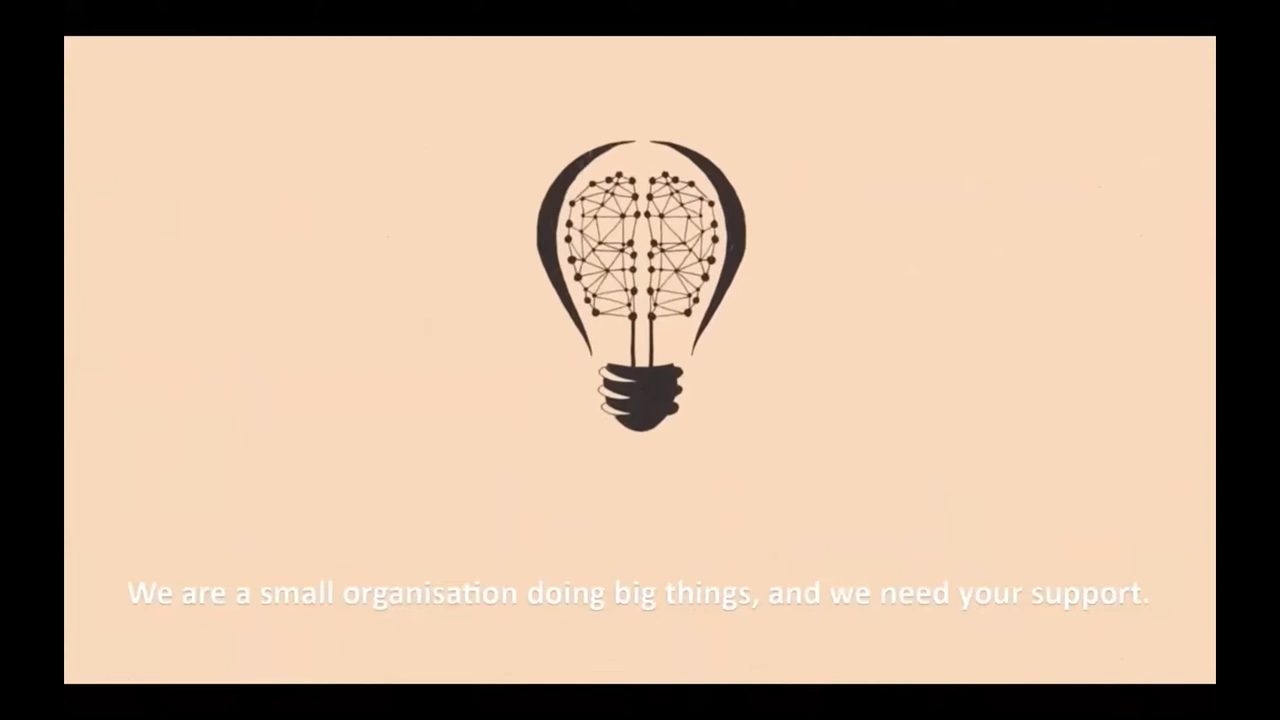 We are a small organisation doing big things, and we need your support.